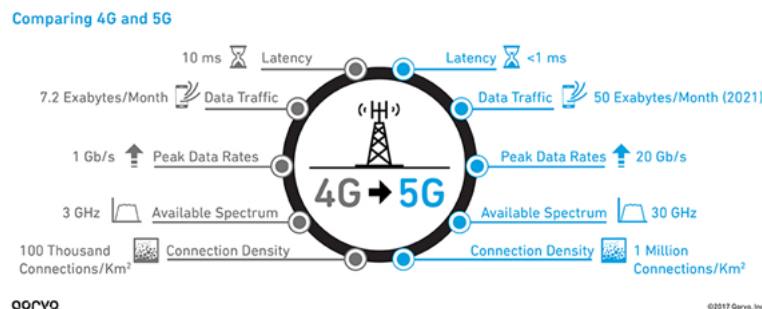 Comparing 4G and 5G
10 ms Latency
Latency <1 ms
7.2 Exabytes/Month Data Traffic
Data Traffic 50 Exabytes/Month (2021)
1 Gb/s Peak Data Rates
Peak Data Rates 20 Gb/s
4G 5G
3 GHz Available Spectrum
Available Spectrum 30 GHz
100 Thousand
Connections/Km²
Connection Density
Connection Density
1 Million
Connections/Km²
©2017 Qorvo, Inc